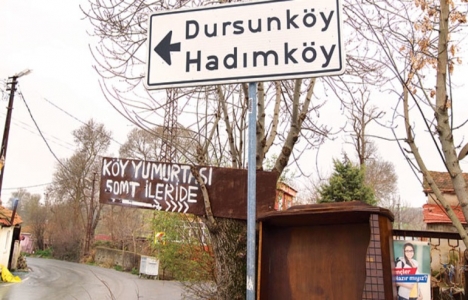 Dursunköy
Hadımköy
KÖY YUMURTASI
50MT İLERİDE